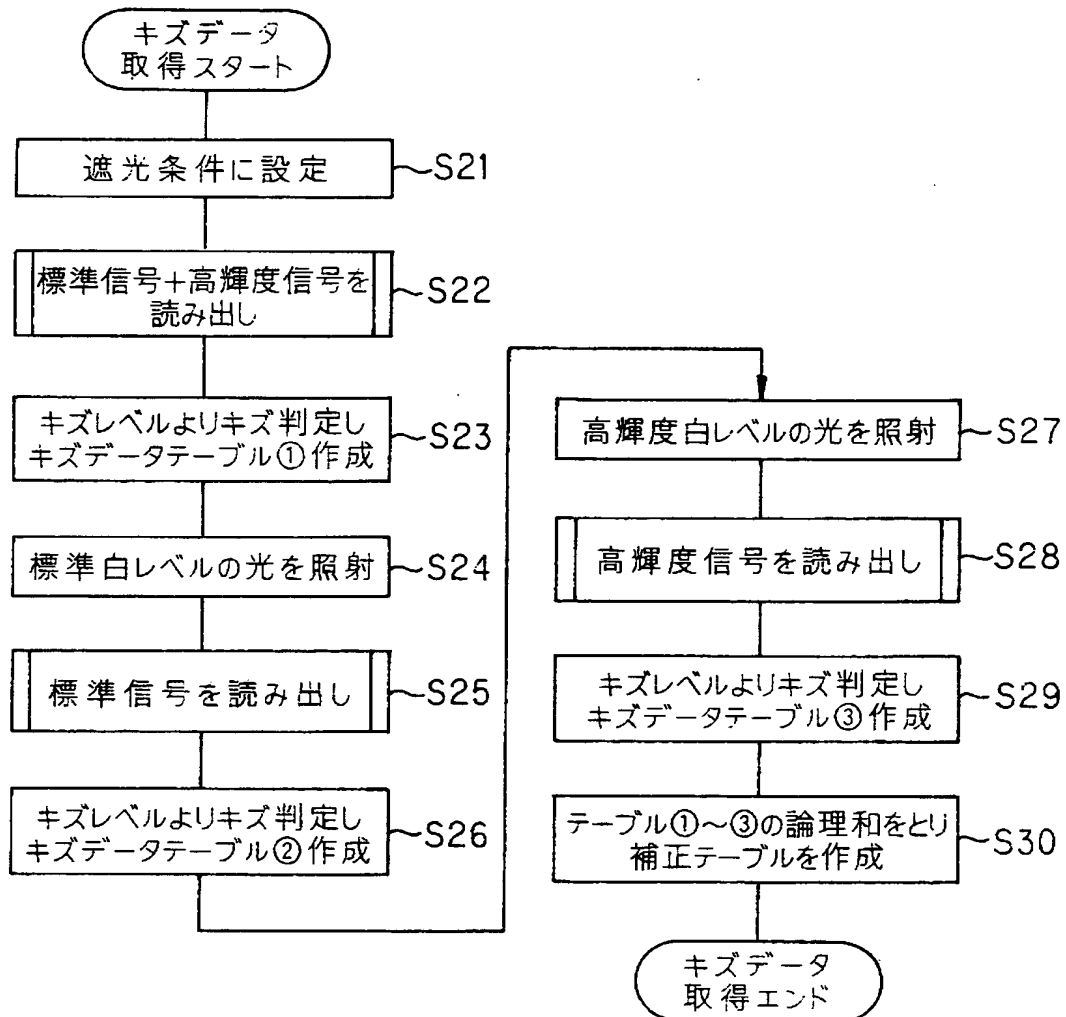 キズデータ
取得スタート
遮光条件に設定
S21
標準信号+高輝度信号を
読み出し
S22
キズレベルよりキズ判定し
キズデータテーブル①作成
S23
標準白レベルの光を照射
S24
標準信号を読み出し
S25
キズレベルよりキズ判定し
キズデータテーブル②作成
S26
高輝度白レベルの光を照射
S27
高輝度信号を読み出し
S28
キズレベルよりキズ判定し
キズデータテーブル③作成
S29
テーブル①～③の論理和をとり
補正テーブルを作成
S30
キズデータ
取得エンド